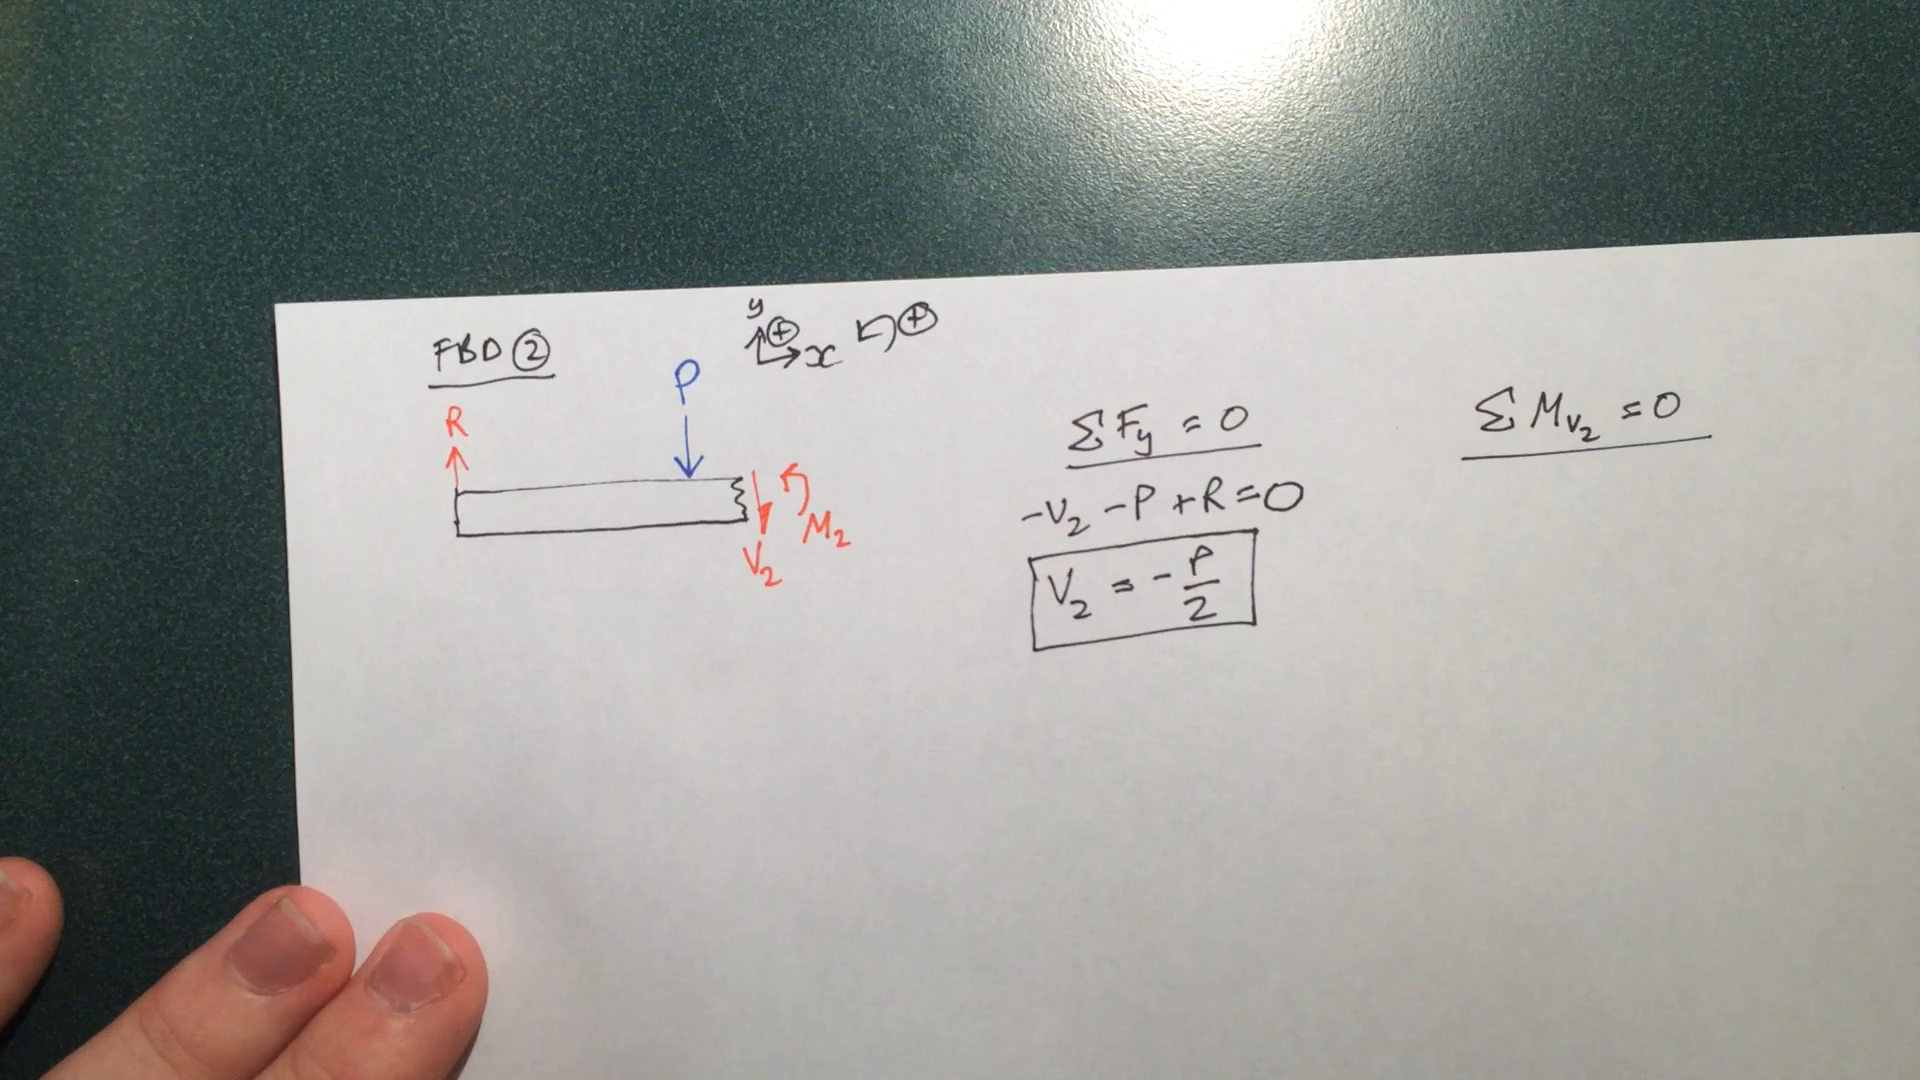 FBD ②
y
⊕
x
⊕
P
R
M₂
V₂
ΣFy = 0
-V₂ - P + R = 0
V₂ = -P/2
ΣM_V₂ = 0